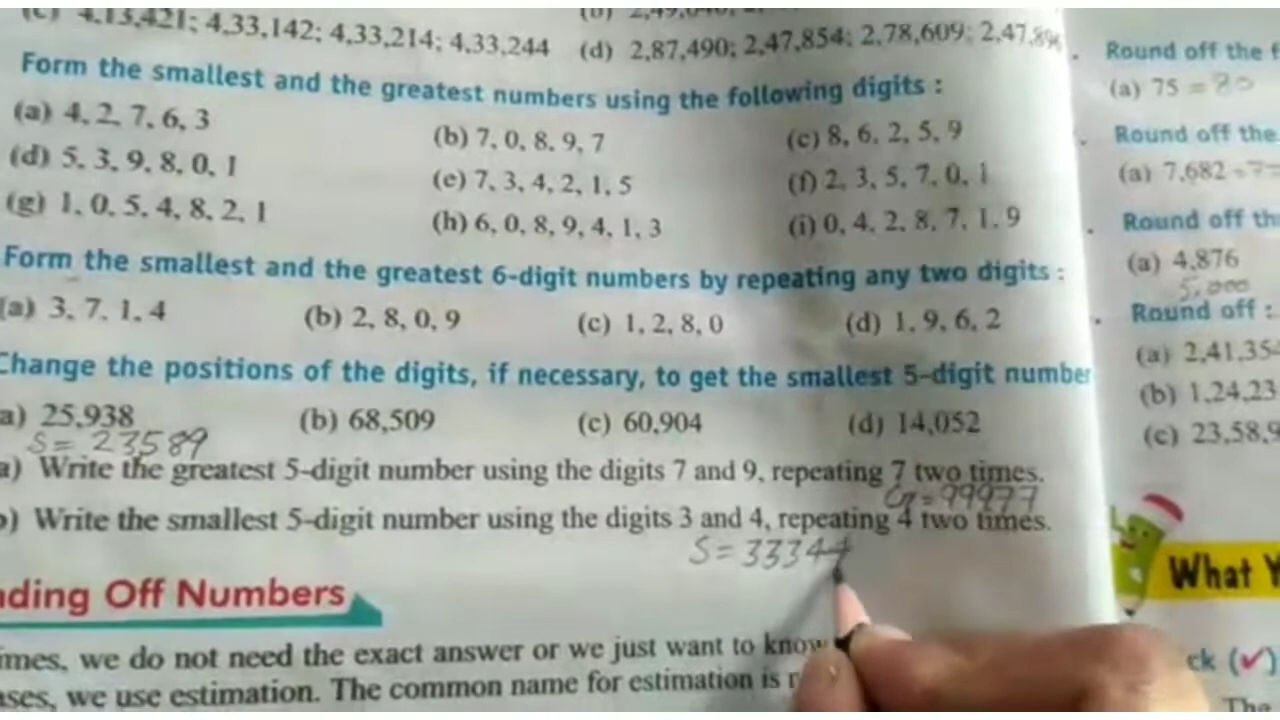 4,13,421; 4,33,142; 4,33,214; 4,33,244 (d) 2,87,490; 2,47,854; 2,78,609;
Form the smallest and the greatest numbers using the following digits :
(a) 4, 2, 7, 6, 3 (b) 7, 0, 8, 9, 7 (c) 8, 6, 2, 5, 9
(d) 5, 3, 9, 8, 0, 1 (e) 7, 3, 4, 2, 1, 5 (f) 2, 3, 5, 7, 0, 1
(g) 1, 0, 5, 4, 8, 2, 1 (h) 6, 0, 8, 9, 4, 1, 3 (i) 0, 4, 2, 8, 7, 1, 9
Form the smallest and the greatest 6-digit numbers by repeating any two digits :
(a) 3, 7, 1, 4 (b) 2, 8, 0, 9 (c) 1, 2, 8, 0 (d) 1, 9, 6, 2
Change the positions of the digits, if necessary, to get the smallest 5-digit number
a) 25,938 (b) 68,509 (c) 60,904 (d) 14,052
S = 23589
a) Write the greatest 5-digit number using the digits 7 and 9, repeating 7 two times.
G = 99977
b) Write the smallest 5-digit number using the digits 3 and 4, repeating 4 two times.
S = 33344
ding Off Numbers
imes, we do not need the exact answer or we just want to know
ases, we use estimation. The common name for estimation is r
Round off the f
(a) 75 = 80
Round off the
(a) 7,682
Round off th
(a) 4,876
5,000
Round off :
(a) 2,41,354
(b) 1,24,23
(c) 23,58,9
What Y
ck (✓)
The